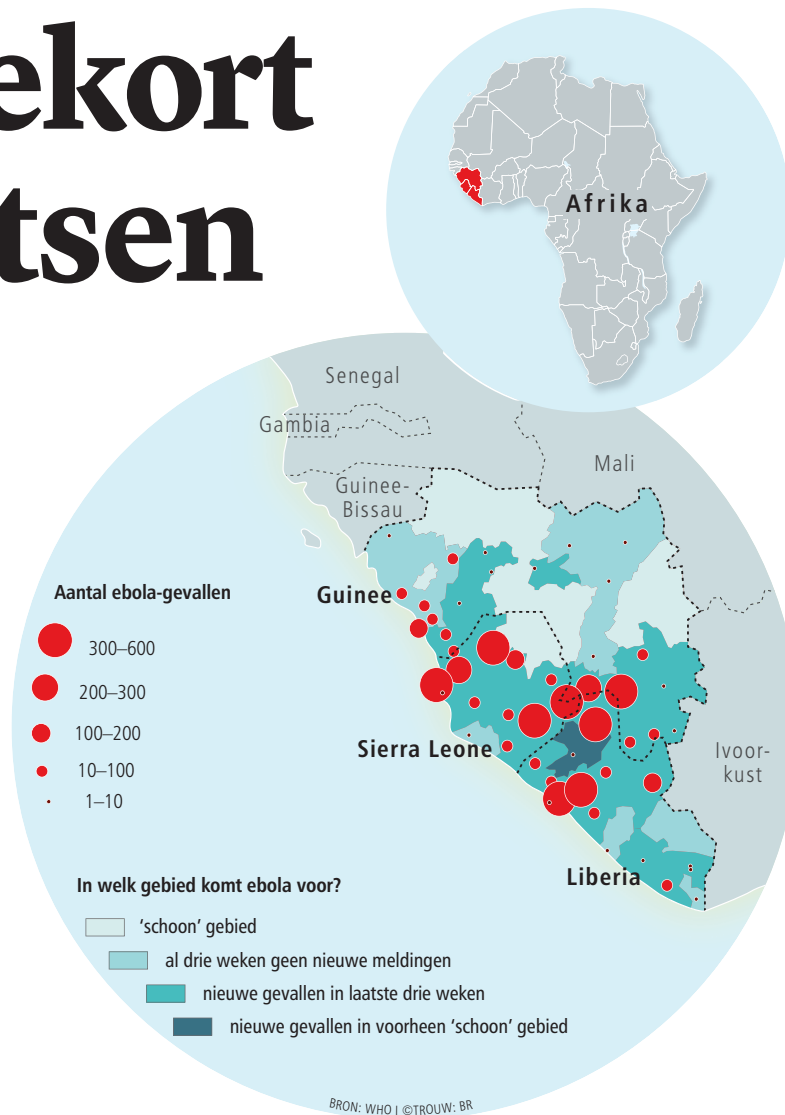 ekort
tsen
Afrika
Senegal
Gambia
Mali
Guinee-
Bissau
Aantal ebola-gevallen
Guinee
300–600
200–300
100–200
10–100
1–10
Sierra Leone
Ivoor-
kust
Liberia
In welk gebied komt ebola voor?
‘schoon’ gebied
al drie weken geen nieuwe meldingen
nieuwe gevallen in laatste drie weken
nieuwe gevallen in voorheen ‘schoon’ gebied
BRON: WHO | ©TROUW: BR